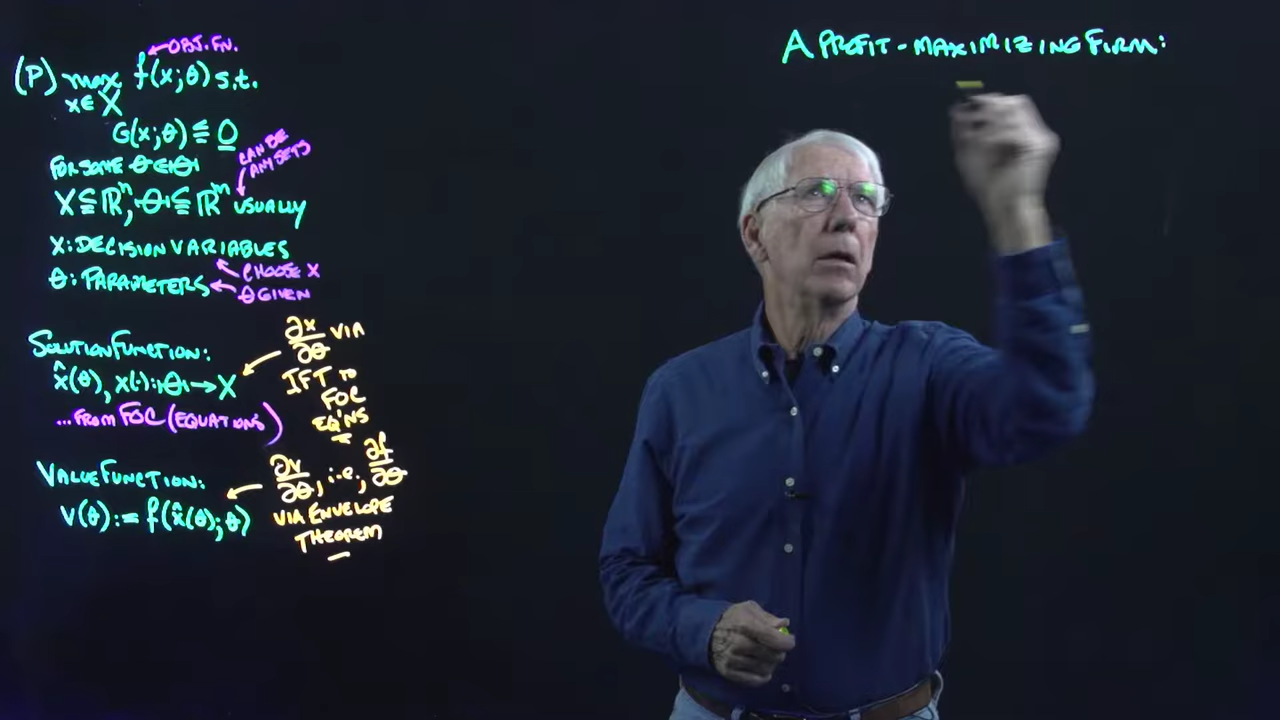 ← OBJ. FN.
(P) max f(x;θ) s.t.
x∈X
G(x;θ) ≦ 0
CAN BE
ANY SETS
FOR SOME θ∈Θ
X⊆ℝⁿ, Θ⊆ℝᵐ USUALLY
x: DECISION VARIABLES
θ: PARAMETERS
CHOOSE X
θ GIVEN
SOLUTION FUNCTION:
x̂(θ), x(·): Θ→X
...FROM FOC (EQUATIONS)
∂x/∂θ VIA
IFT TO
FOC
EQ'NS
VALUE FUNCTION:
v(θ) := f(x̂(θ);θ)
∂v/∂θ, i.e., ∂f/∂θ
VIA ENVELOPE
THEOREM
A PROFIT-MAXIMIZING FIRM: